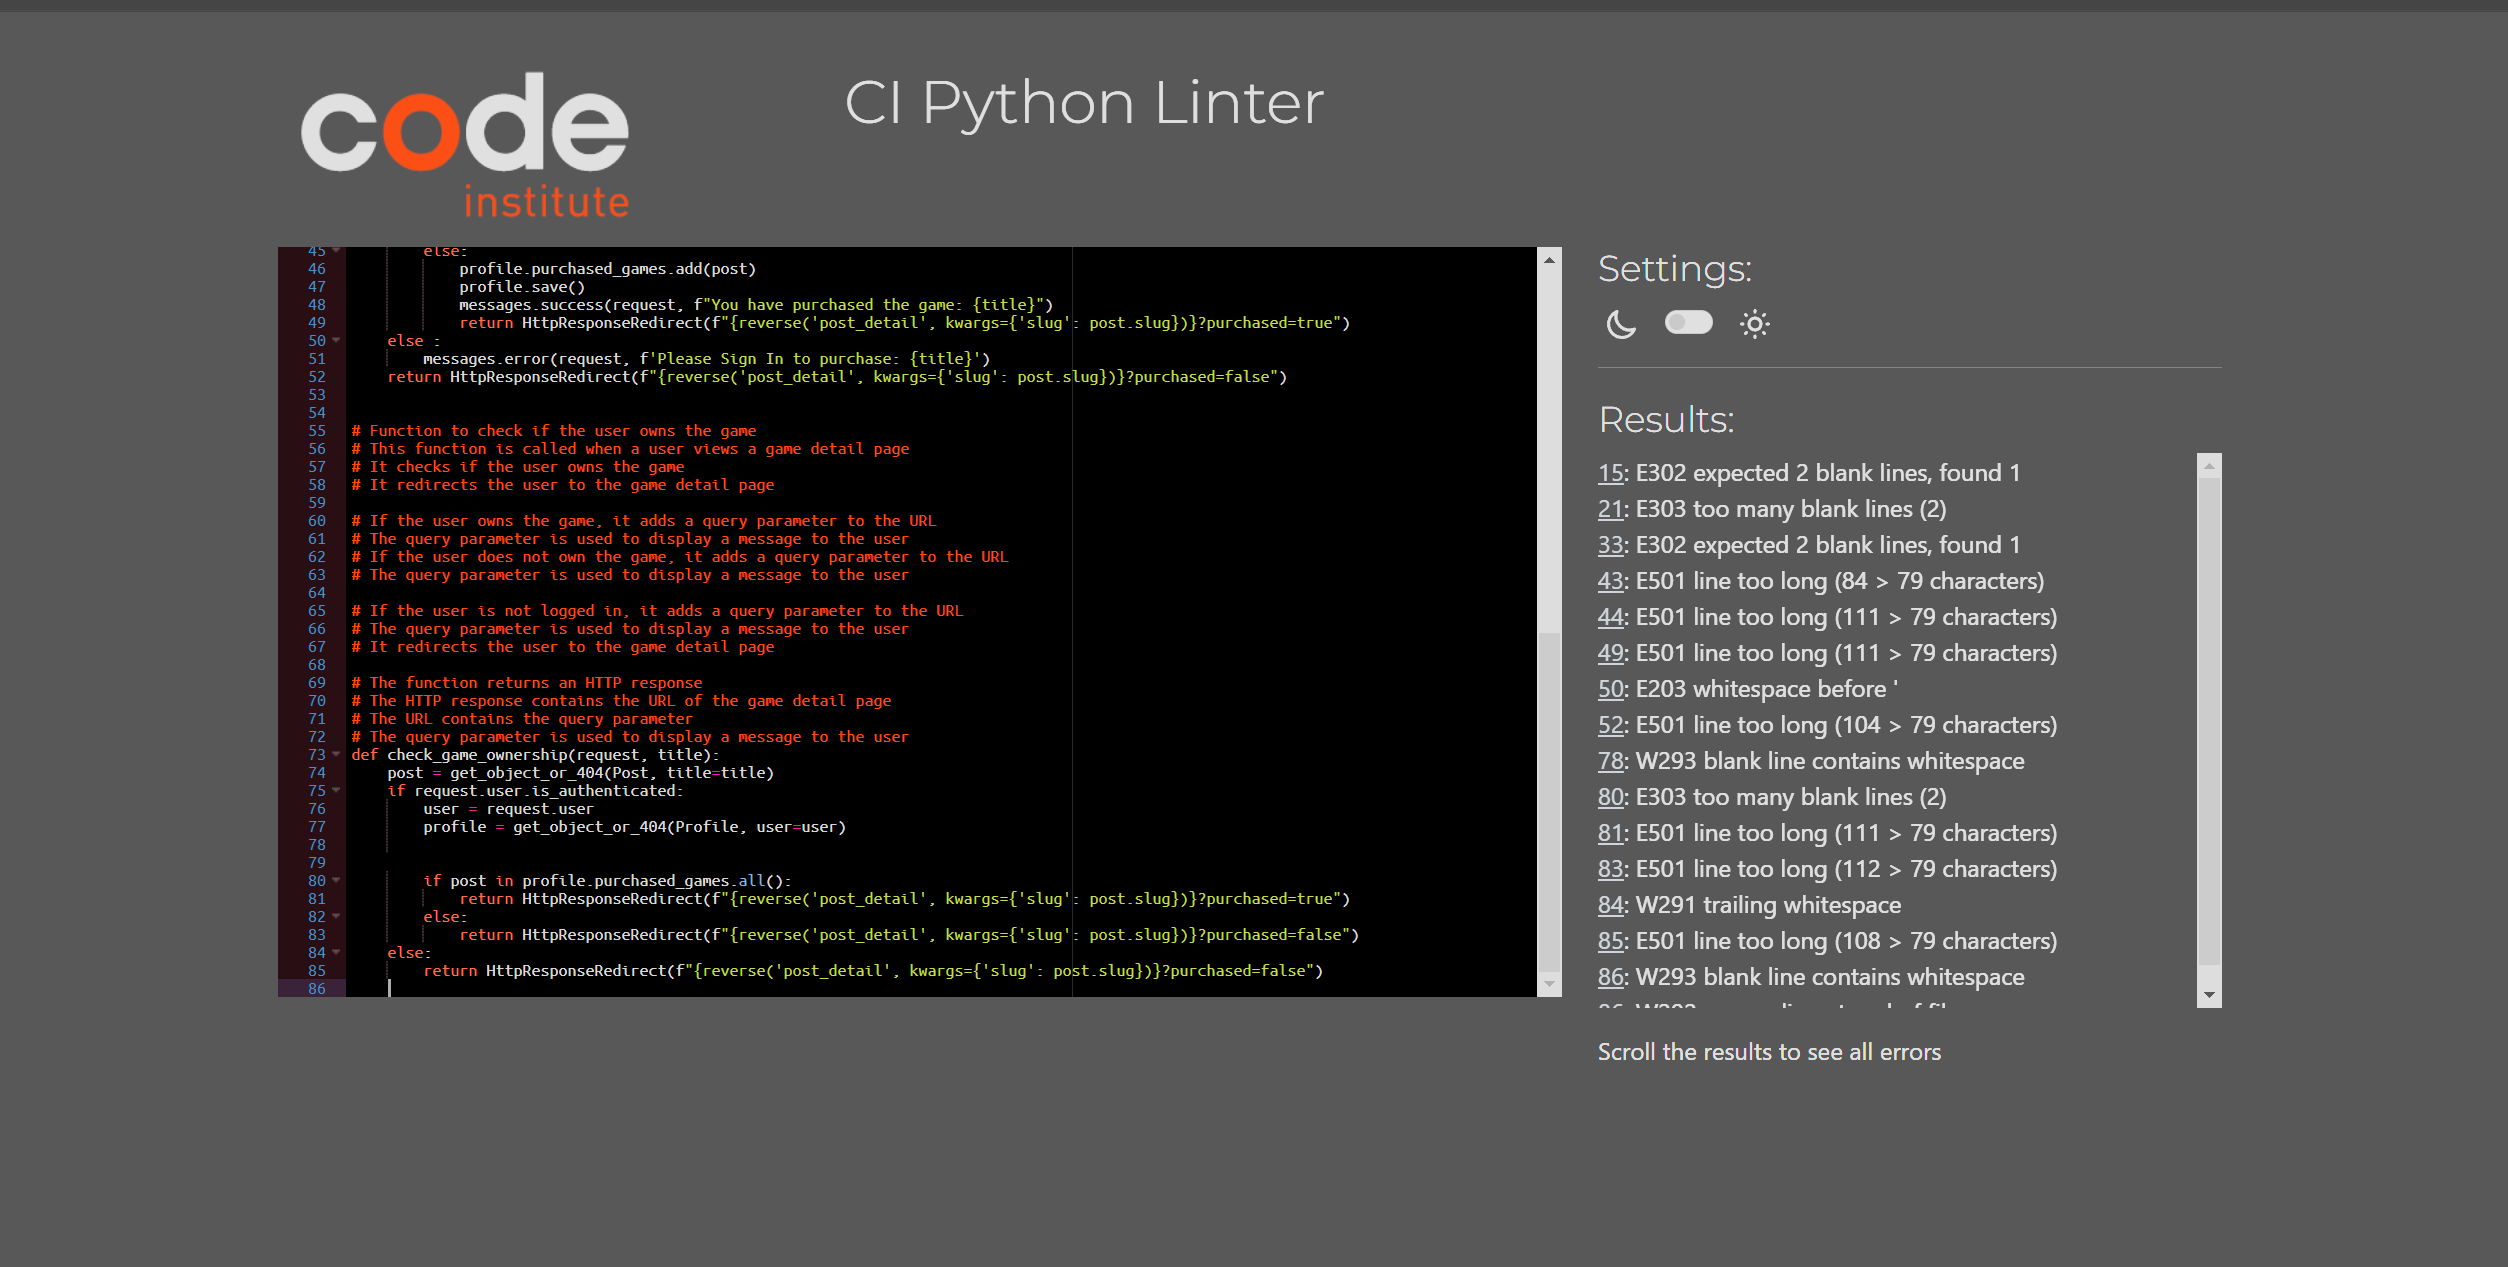 code
institute
CI Python Linter
45 else:
46 profile.purchased_games.add(post)
47 profile.save()
48 messages.success(request, f"You have purchased the game: {title}")
49 return HttpResponseRedirect(f"{reverse('post_detail', kwargs={'slug': post.slug})}?purchased=true")
50 else :
51 messages.error(request, f'Please Sign In to purchase: {title}')
52 return HttpResponseRedirect(f"{reverse('post_detail', kwargs={'slug': post.slug})}?purchased=false")
53
54
55 # Function to check if the user owns the game
56 # This function is called when a user views a game detail page
57 # It checks if the user owns the game
58 # It redirects the user to the game detail page
59
60 # If the user owns the game, it adds a query parameter to the URL
61 # The query parameter is used to display a message to the user
62 # If the user does not own the game, it adds a query parameter to the URL
63 # The query parameter is used to display a message to the user
64
65 # If the user is not logged in, it adds a query parameter to the URL
66 # The query parameter is used to display a message to the user
67 # It redirects the user to the game detail page
68
69 # The function returns an HTTP response
70 # The HTTP response contains the URL of the game detail page
71 # The URL contains the query parameter
72 # The query parameter is used to display a message to the user
73 def check_game_ownership(request, title):
74 post = get_object_or_404(Post, title=title)
75 if request.user.is_authenticated:
76 user = request.user
77 profile = get_object_or_404(Profile, user=user)
78
79
80 if post in profile.purchased_games.all():
81 return HttpResponseRedirect(f"{reverse('post_detail', kwargs={'slug': post.slug})}?purchased=true")
82 else:
83 return HttpResponseRedirect(f"{reverse('post_detail', kwargs={'slug': post.slug})}?purchased=false")
84 else:
85 return HttpResponseRedirect(f"{reverse('post_detail', kwargs={'slug': post.slug})}?purchased=false")
86
Settings:
Results:
15: E302 expected 2 blank lines, found 1
21: E303 too many blank lines (2)
33: E302 expected 2 blank lines, found 1
43: E501 line too long (84 > 79 characters)
44: E501 line too long (111 > 79 characters)
49: E501 line too long (111 > 79 characters)
50: E203 whitespace before '
52: E501 line too long (104 > 79 characters)
78: W293 blank line contains whitespace
80: E303 too many blank lines (2)
81: E501 line too long (111 > 79 characters)
83: E501 line too long (112 > 79 characters)
84: W291 trailing whitespace
85: E501 line too long (108 > 79 characters)
86: W293 blank line contains whitespace
Scroll the results to see all errors